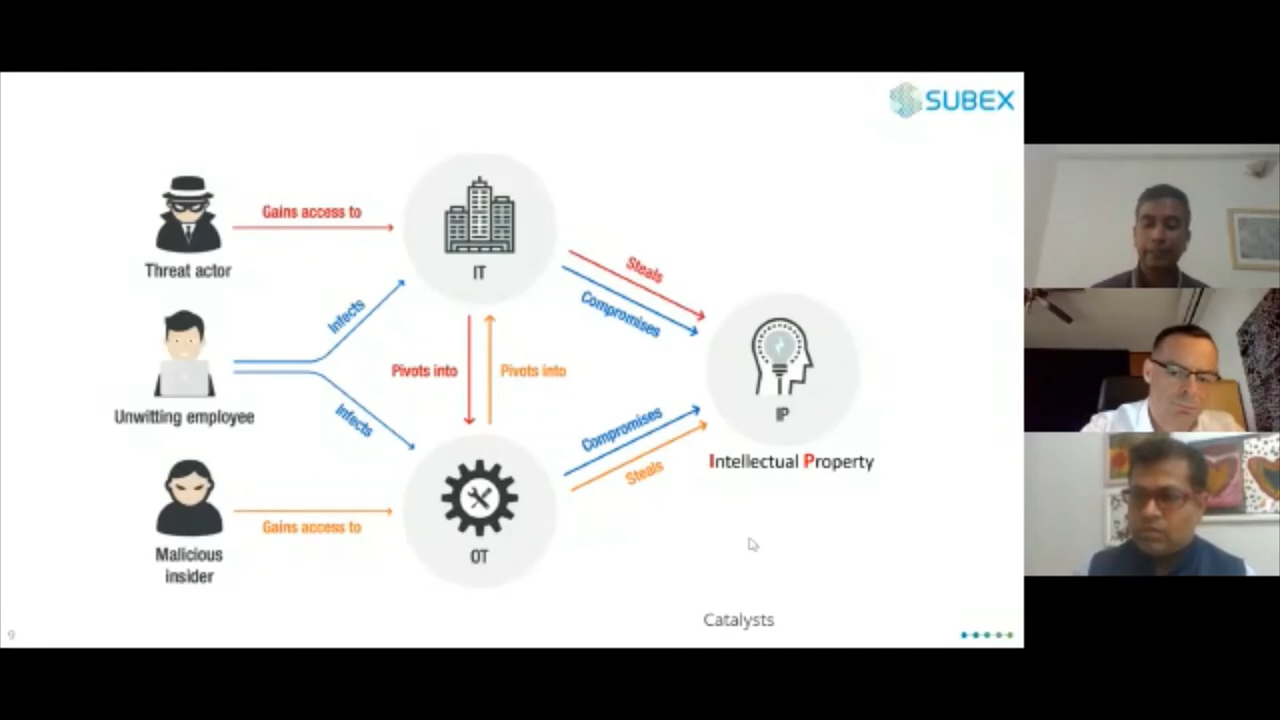 SUBEX
Threat actor
Gains access to
IT
Infects
Unwitting employee
Infects
Malicious
insider
Gains access to
OT
Pivots into
Pivots into
Steals
Compromises
Compromises
Steals
IP
Intellectual Property
Catalysts
9